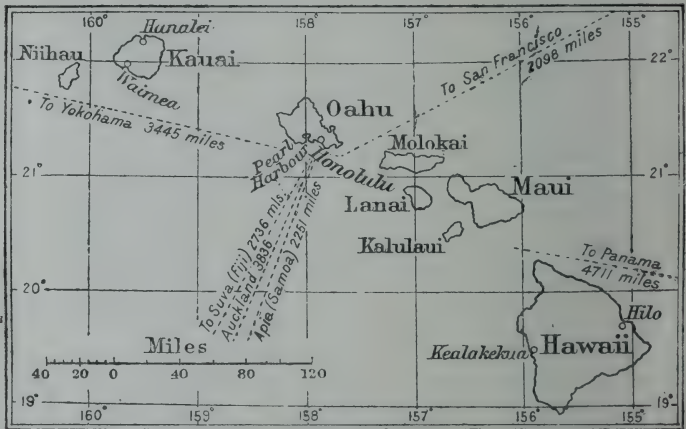 160° 159° 158° 157° 156° 155°
Hunalei
Niihau
Kauai
Waimea
22°
To San Francisco
2098 miles
To Yokohama 3445 miles
Oahu
Pearl
Harbour
Honolulu
Molokai
21°
21°
Lanai
Maui
Kalulaui
To Suva (Fiji) 2736 mls.
Auckland 3836
Apia (Samoa) 2251 miles
To Panama
4711 miles
20°
20°
Hilo
Kealakekua
Hawaii
Miles
40 20 0 40 80 120
19°
19°
160° 159° 158° 157° 156° 155°